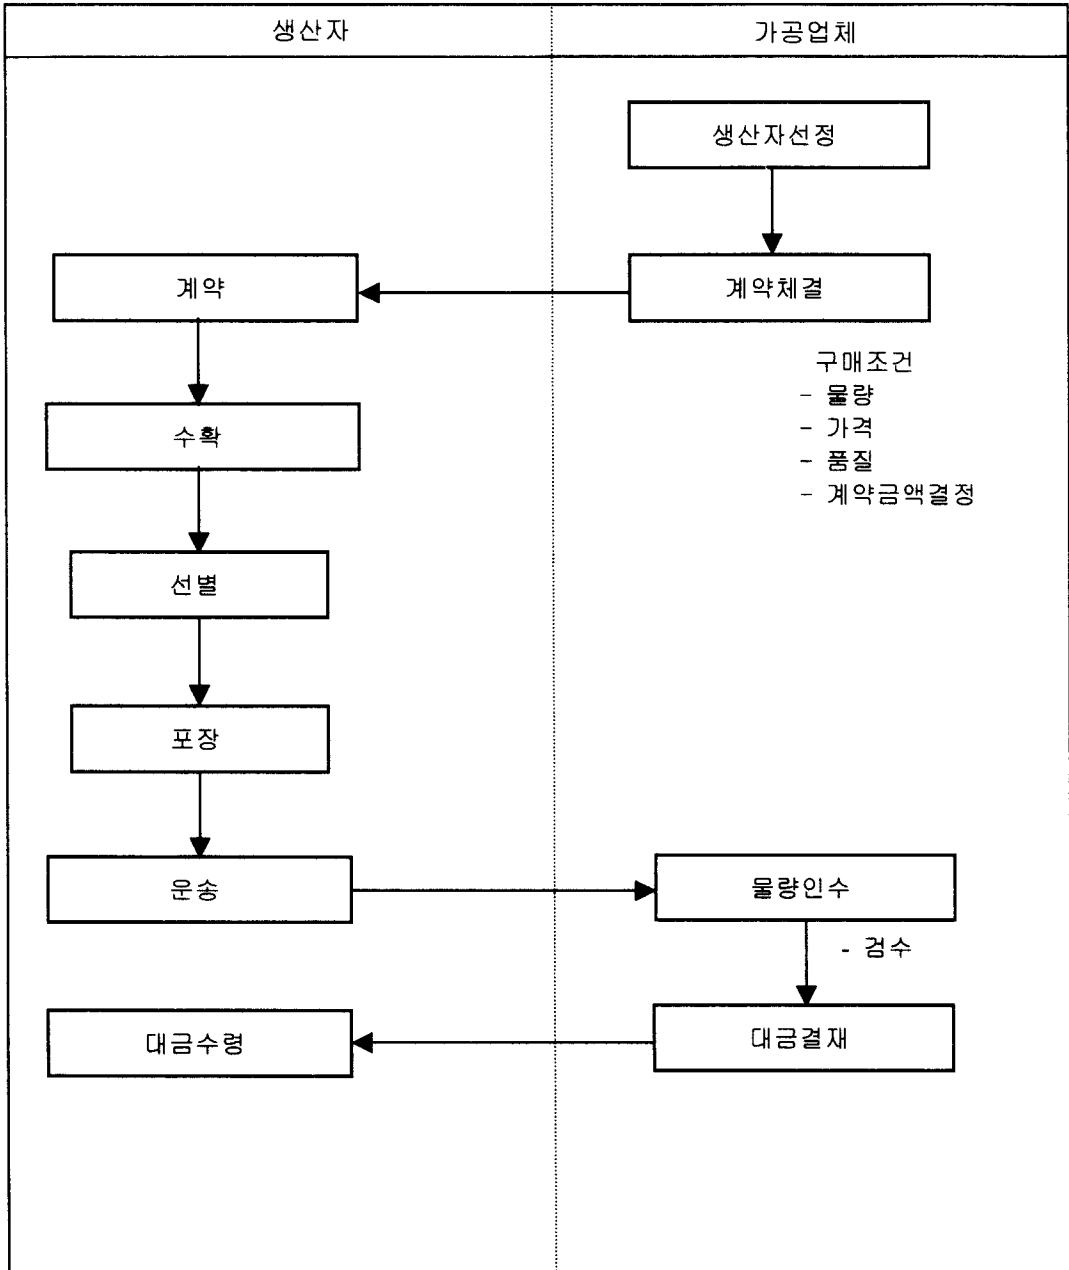 생산자
가공업체
생산자선정
계약
계약체결
구매조건
- 물량
- 가격
- 품질
- 계약금액결정
수확
선별
포장
운송
물량인수
- 검수
대금수령
대금결재